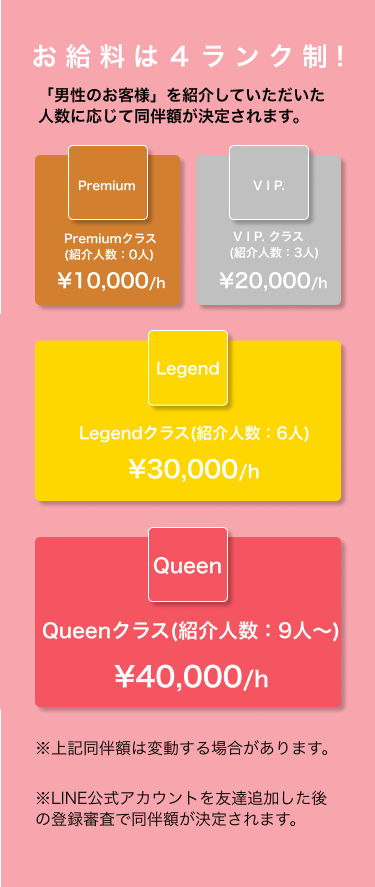 お給料は４ランク制！
「男性のお客様」を紹介していただいた
人数に応じて同伴額が決定されます。
Premium
Premiumクラス
(紹介人数：0人)
¥10,000/h
ＶＩＰ.
ＶＩＰ. クラス
(紹介人数：3人)
¥20,000/h
Legend
Legendクラス(紹介人数：6人)
¥30,000/h
Queen
Queenクラス(紹介人数：9人〜)
¥40,000/h
※上記同伴額は変動する場合があります。
※LINE公式アカウントを友達追加した後
の登録審査で同伴額が決定されます。